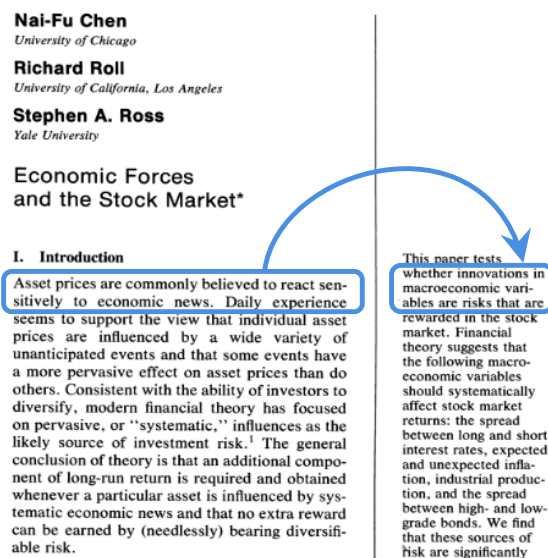 Nai-Fu Chen
University of Chicago
Richard Roll
University of California, Los Angeles
Stephen A. Ross
Yale University
Economic Forces
and the Stock Market*
I. Introduction
Asset prices are commonly believed to react sen-
sitively to economic news. Daily experience
seems to support the view that individual asset
prices are influenced by a wide variety of
unanticipated events and that some events have
a more pervasive effect on asset prices than do
others. Consistent with the ability of investors to
diversify, modern financial theory has focused
on pervasive, or "systematic," influences as the
likely source of investment risk.¹ The general
conclusion of theory is that an additional compo-
nent of long-run return is required and obtained
whenever a particular asset is influenced by sys-
tematic economic news and that no extra reward
can be earned by (needlessly) bearing diversifi-
able risk.
This paper tests
whether innovations in
macroeconomic vari-
ables are risks that are
rewarded in the stock
market. Financial
theory suggests that
the following macro-
economic variables
should systematically
affect stock market
returns: the spread
between long and short
interest rates, expected
and unexpected infla-
tion, industrial produc-
tion, and the spread
between high- and low-
grade bonds. We find
that these sources of
risk are significantly